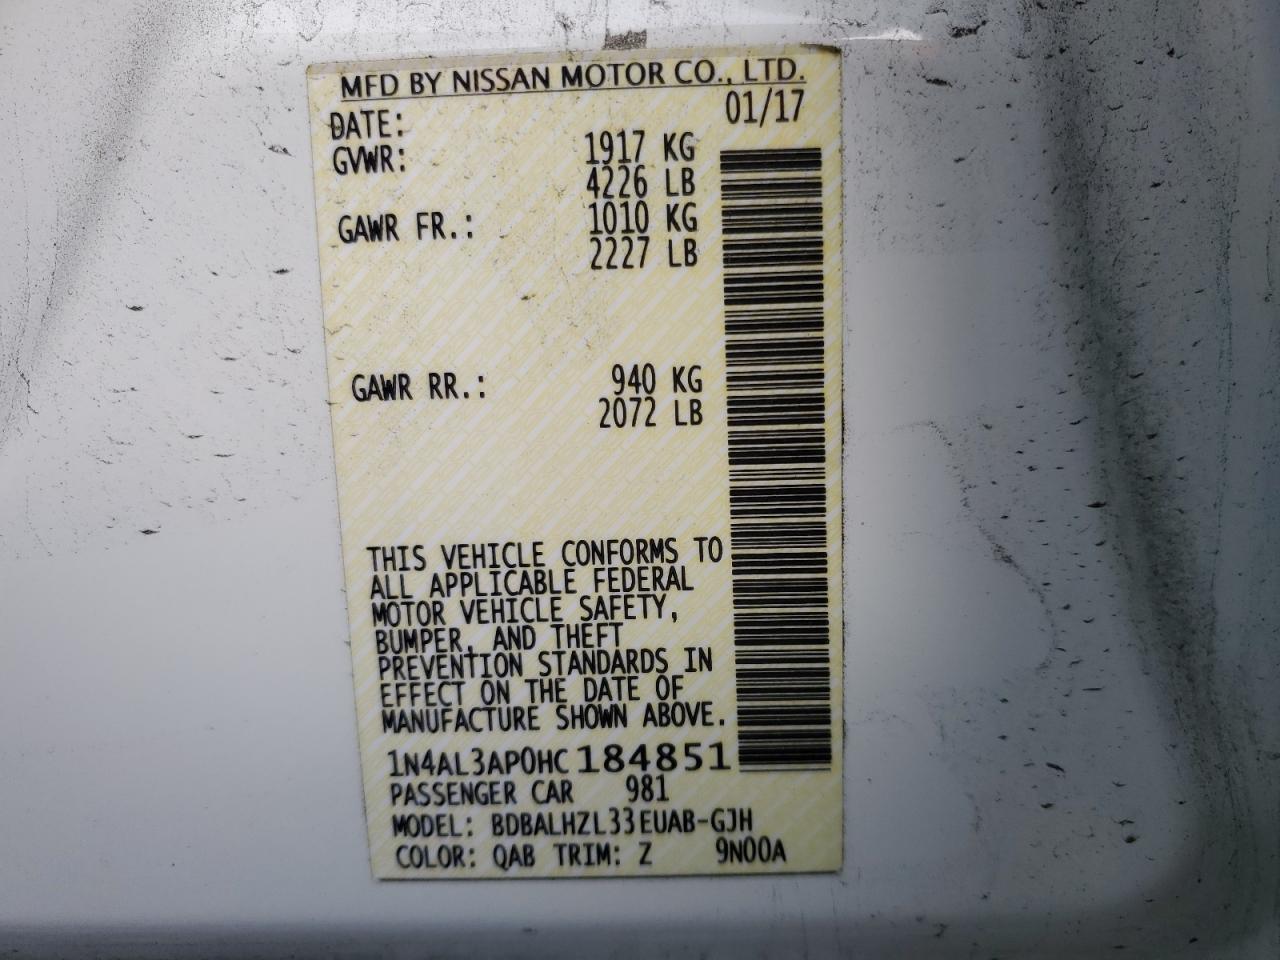 MFD BY NISSAN MOTOR CO., LTD.
DATE: 01/17
GVWR: 1917 KG
4226 LB
GAWR FR.: 1010 KG
2227 LB
GAWR RR.: 940 KG
2072 LB
THIS VEHICLE CONFORMS TO
ALL APPLICABLE FEDERAL
MOTOR VEHICLE SAFETY,
BUMPER, AND THEFT
PREVENTION STANDARDS IN
EFFECT ON THE DATE OF
MANUFACTURE SHOWN ABOVE.
1N4AL3AP0HC184851
PASSENGER CAR 981
MODEL: BDBALHZL33EUAB-GJH
COLOR: QAB TRIM: Z 9N00A